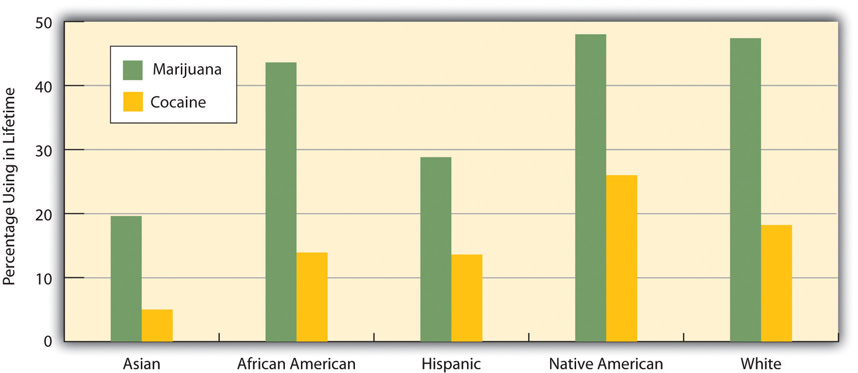 Percentage Using in Lifetime
50
40
30
20
10
0
Marijuana
Cocaine
Asian
African American
Hispanic
Native American
White